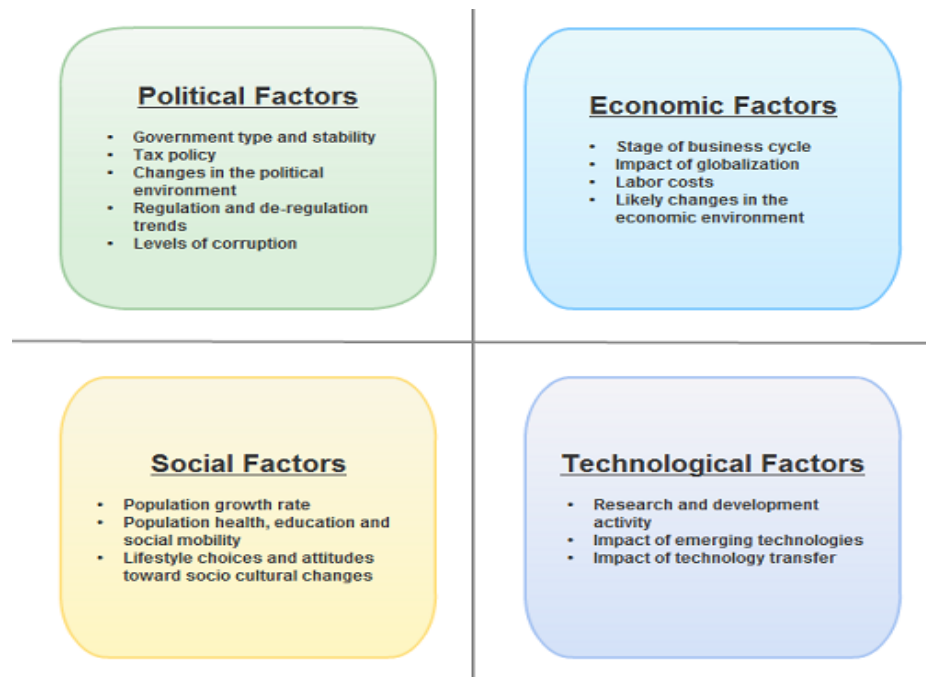 Political Factors
• Government type and stability
• Tax policy
• Changes in the political
environment
• Regulation and de-regulation
trends
• Levels of corruption
Economic Factors
• Stage of business cycle
• Impact of globalization
• Labor costs
• Likely changes in the
economic environment
Social Factors
• Population growth rate
• Population health, education and
social mobility
• Lifestyle choices and attitudes
toward socio cultural changes
Technological Factors
• Research and development
activity
• Impact of emerging technologies
• Impact of technology transfer